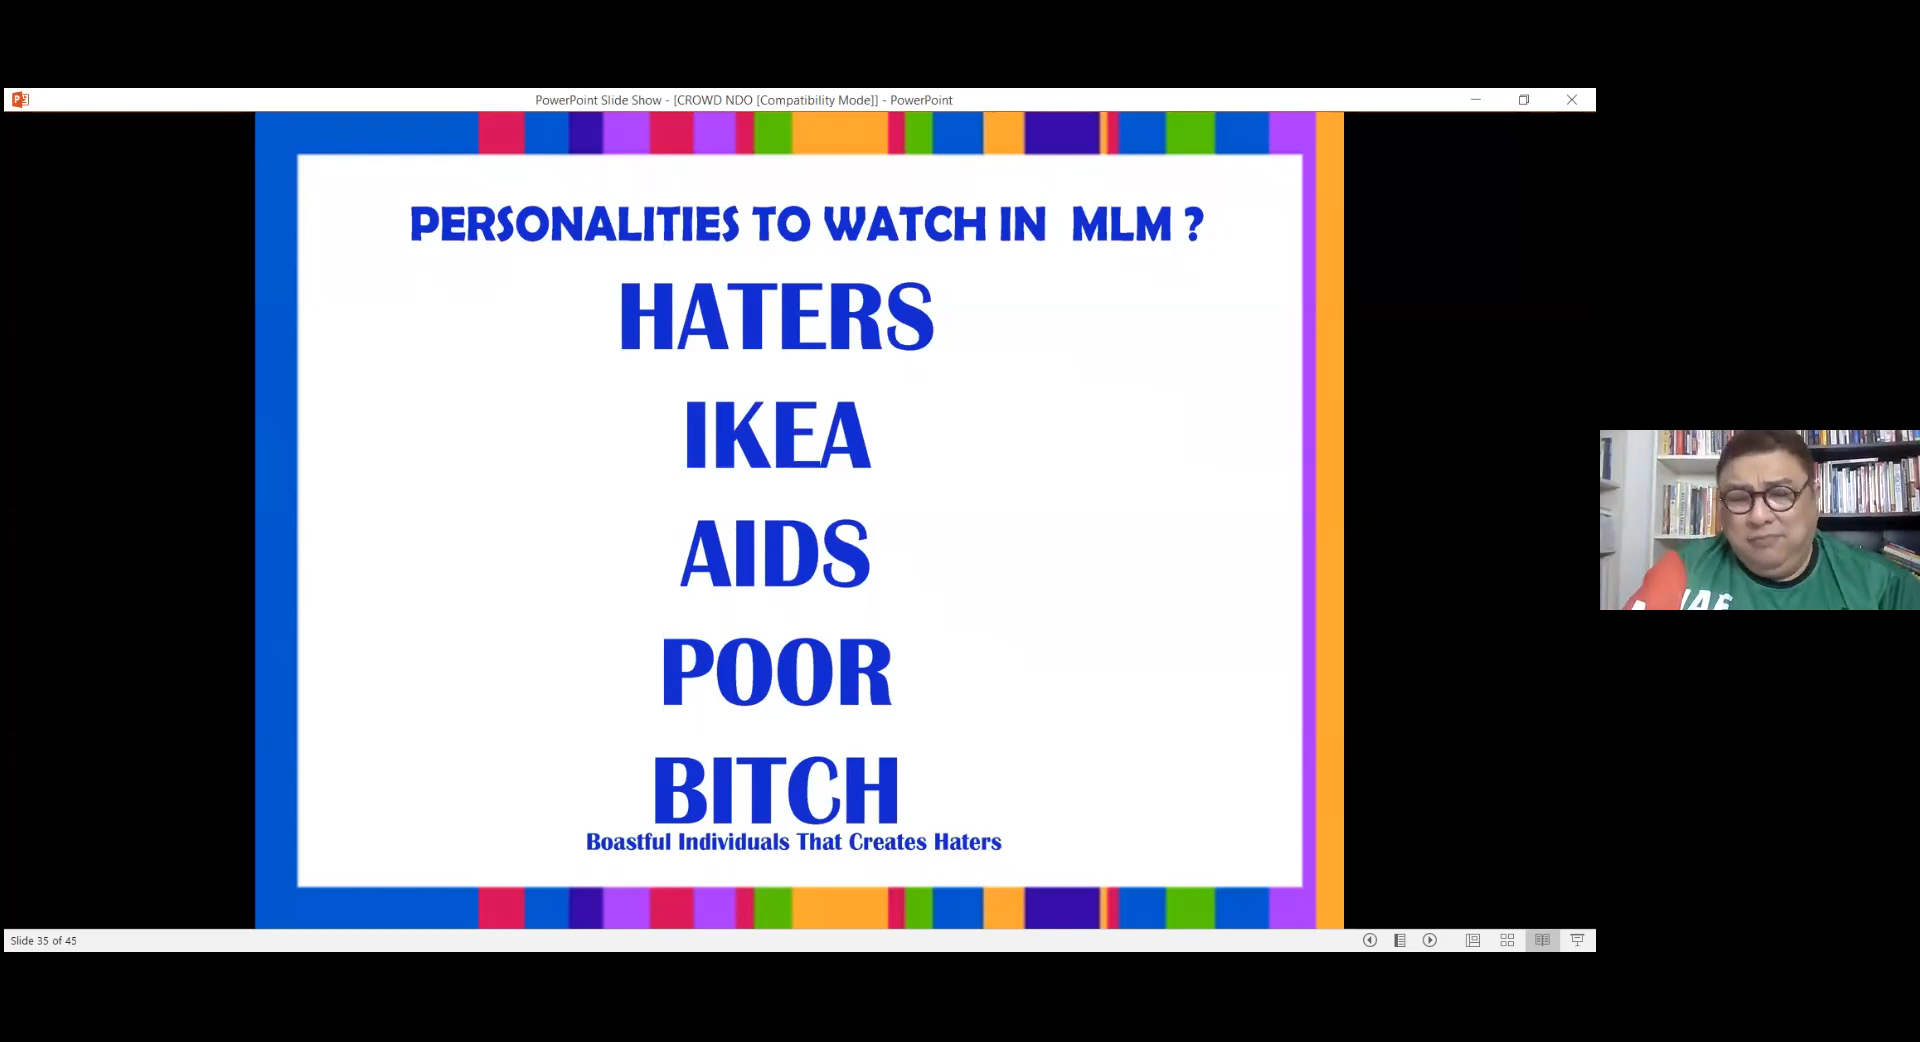 PowerPoint Slide Show - [CROWD NDO [Compatibility Mode]] - PowerPoint
PERSONALITIES TO WATCH IN MLM ?
HATERS
IKEA
AIDS
POOR
BITCH
Boastful Individuals That Creates Haters
Slide 35 of 45